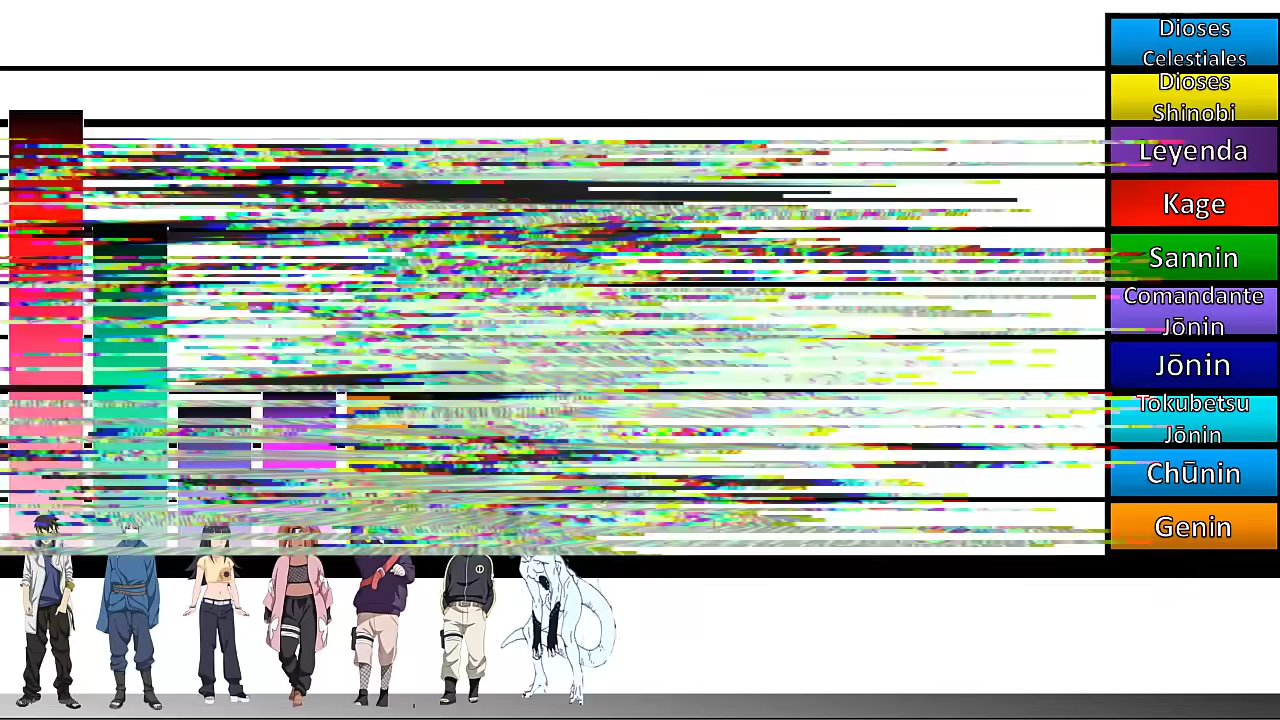 Dioses
Celestiales
Dioses
Shinobi
Leyenda
Kage
Sannin
Comandante
Jōnin
Jōnin
Tokubetsu
Jōnin
Chūnin
Genin